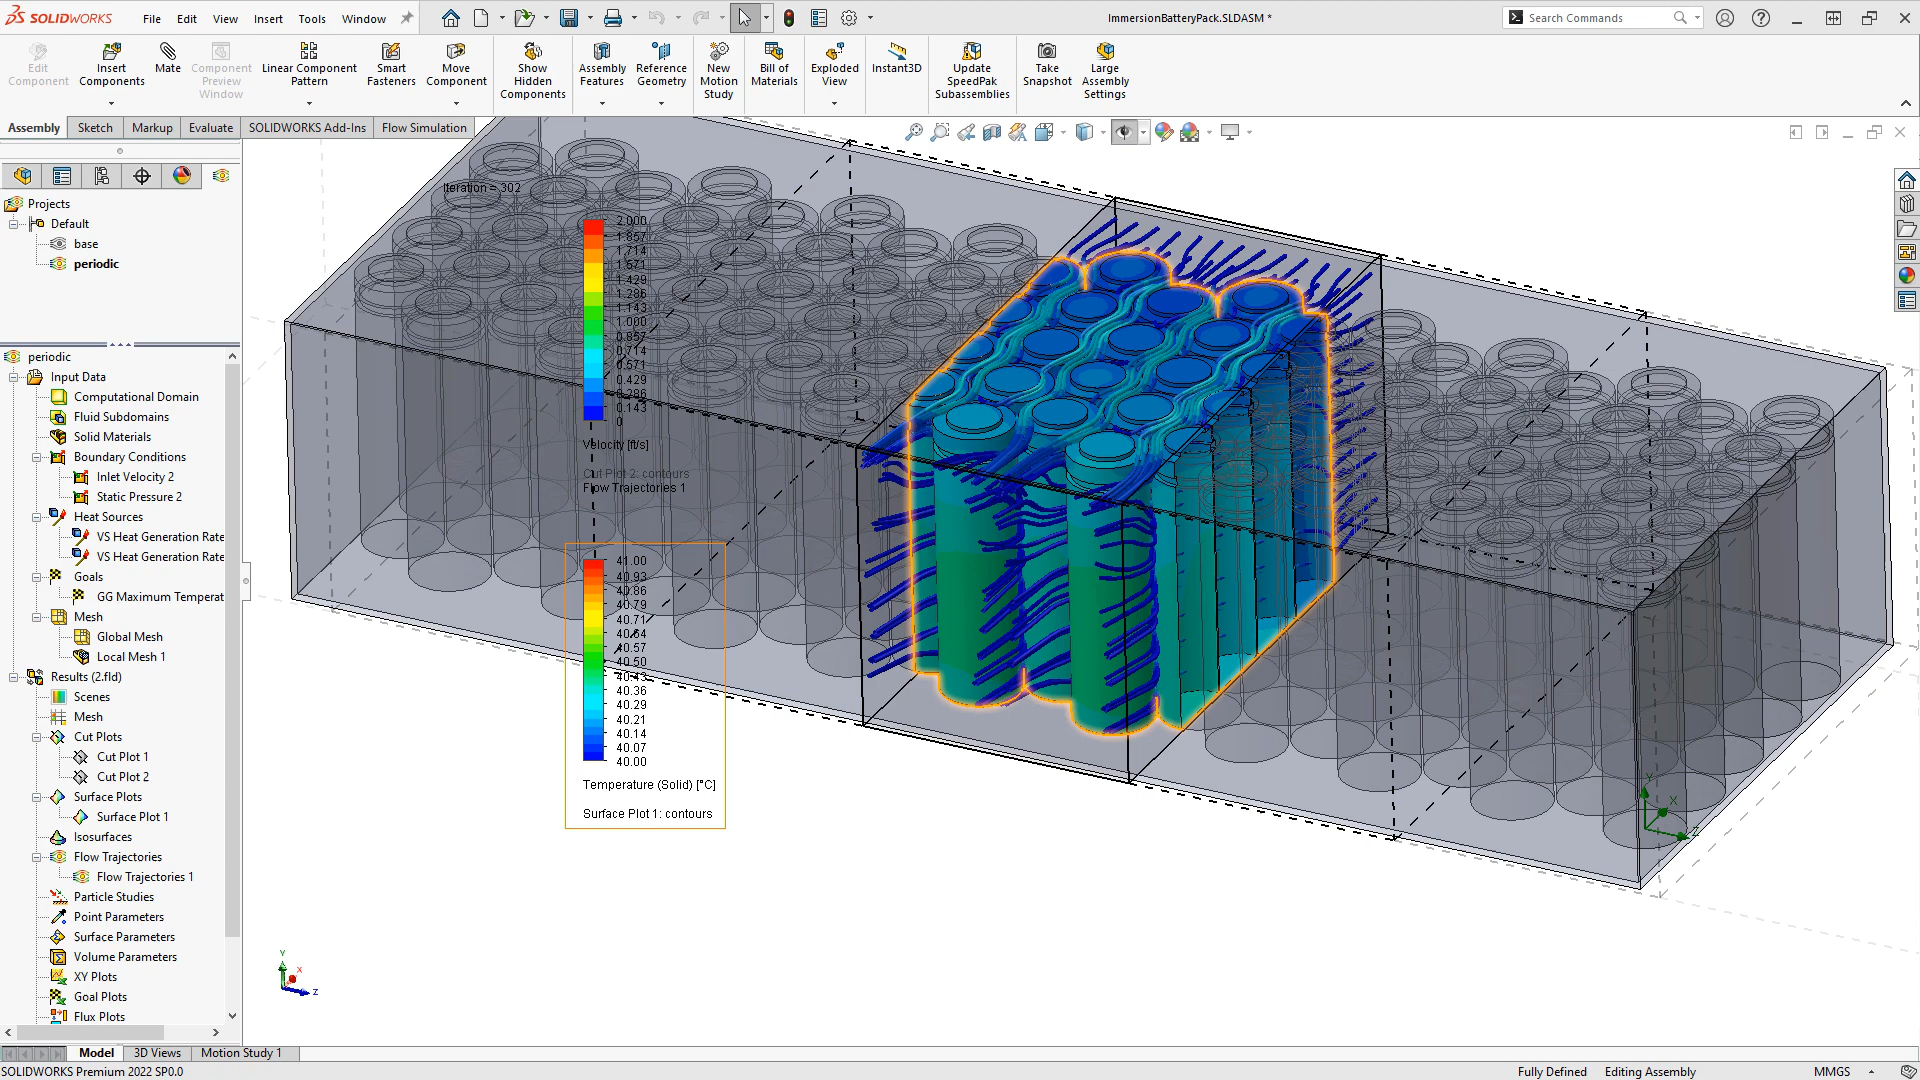 SOLIDWORKS
File Edit View Insert Tools Window
ImmersionBatteryPack.SLDASM *
Search Commands
Edit Component
Insert Components
Mate
Component Preview Window
Linear Component Pattern
Smart Fasteners
Move Component
Show Hidden Components
Assembly Features
Reference Geometry
New Motion Study
Bill of Materials
Exploded View
Instant3D
Update SpeedPak Subassemblies
Take Snapshot
Large Assembly Settings
Assembly Sketch Markup Evaluate SOLIDWORKS Add-Ins Flow Simulation
Projects
Default
base
periodic
periodic
Input Data
Computational Domain
Fluid Subdomains
Solid Materials
Boundary Conditions
Inlet Velocity 2
Static Pressure 2
Heat Sources
VS Heat Generation Rate
VS Heat Generation Rate
Goals
GG Maximum Temperat
Mesh
Global Mesh
Local Mesh 1
Results (2.fld)
Scenes
Mesh
Cut Plots
Cut Plot 1
Cut Plot 2
Surface Plots
Surface Plot 1
Isosurfaces
Flow Trajectories
Flow Trajectories 1
Particle Studies
Point Parameters
Surface Parameters
Volume Parameters
XY Plots
Goal Plots
Flux Plots
Iteration = 302
2.000
1.857
1.714
1.571
1.429
1.286
1.143
1.000
0.857
0.714
0.571
0.429
0.286
0.143
0
Velocity [ft/s]
Cut Plot 2: contours
Flow Trajectories 1
41.00
40.93
40.86
40.79
40.71
40.64
40.57
40.50
40.43
40.36
40.29
40.21
40.14
40.07
40.00
Temperature (Solid) [°C]
Surface Plot 1: contours
Y
X
Z
Y
X
Z
Model 3D Views Motion Study 1
SOLIDWORKS Premium 2022 SP0.0
Fully Defined Editing Assembly MMGS